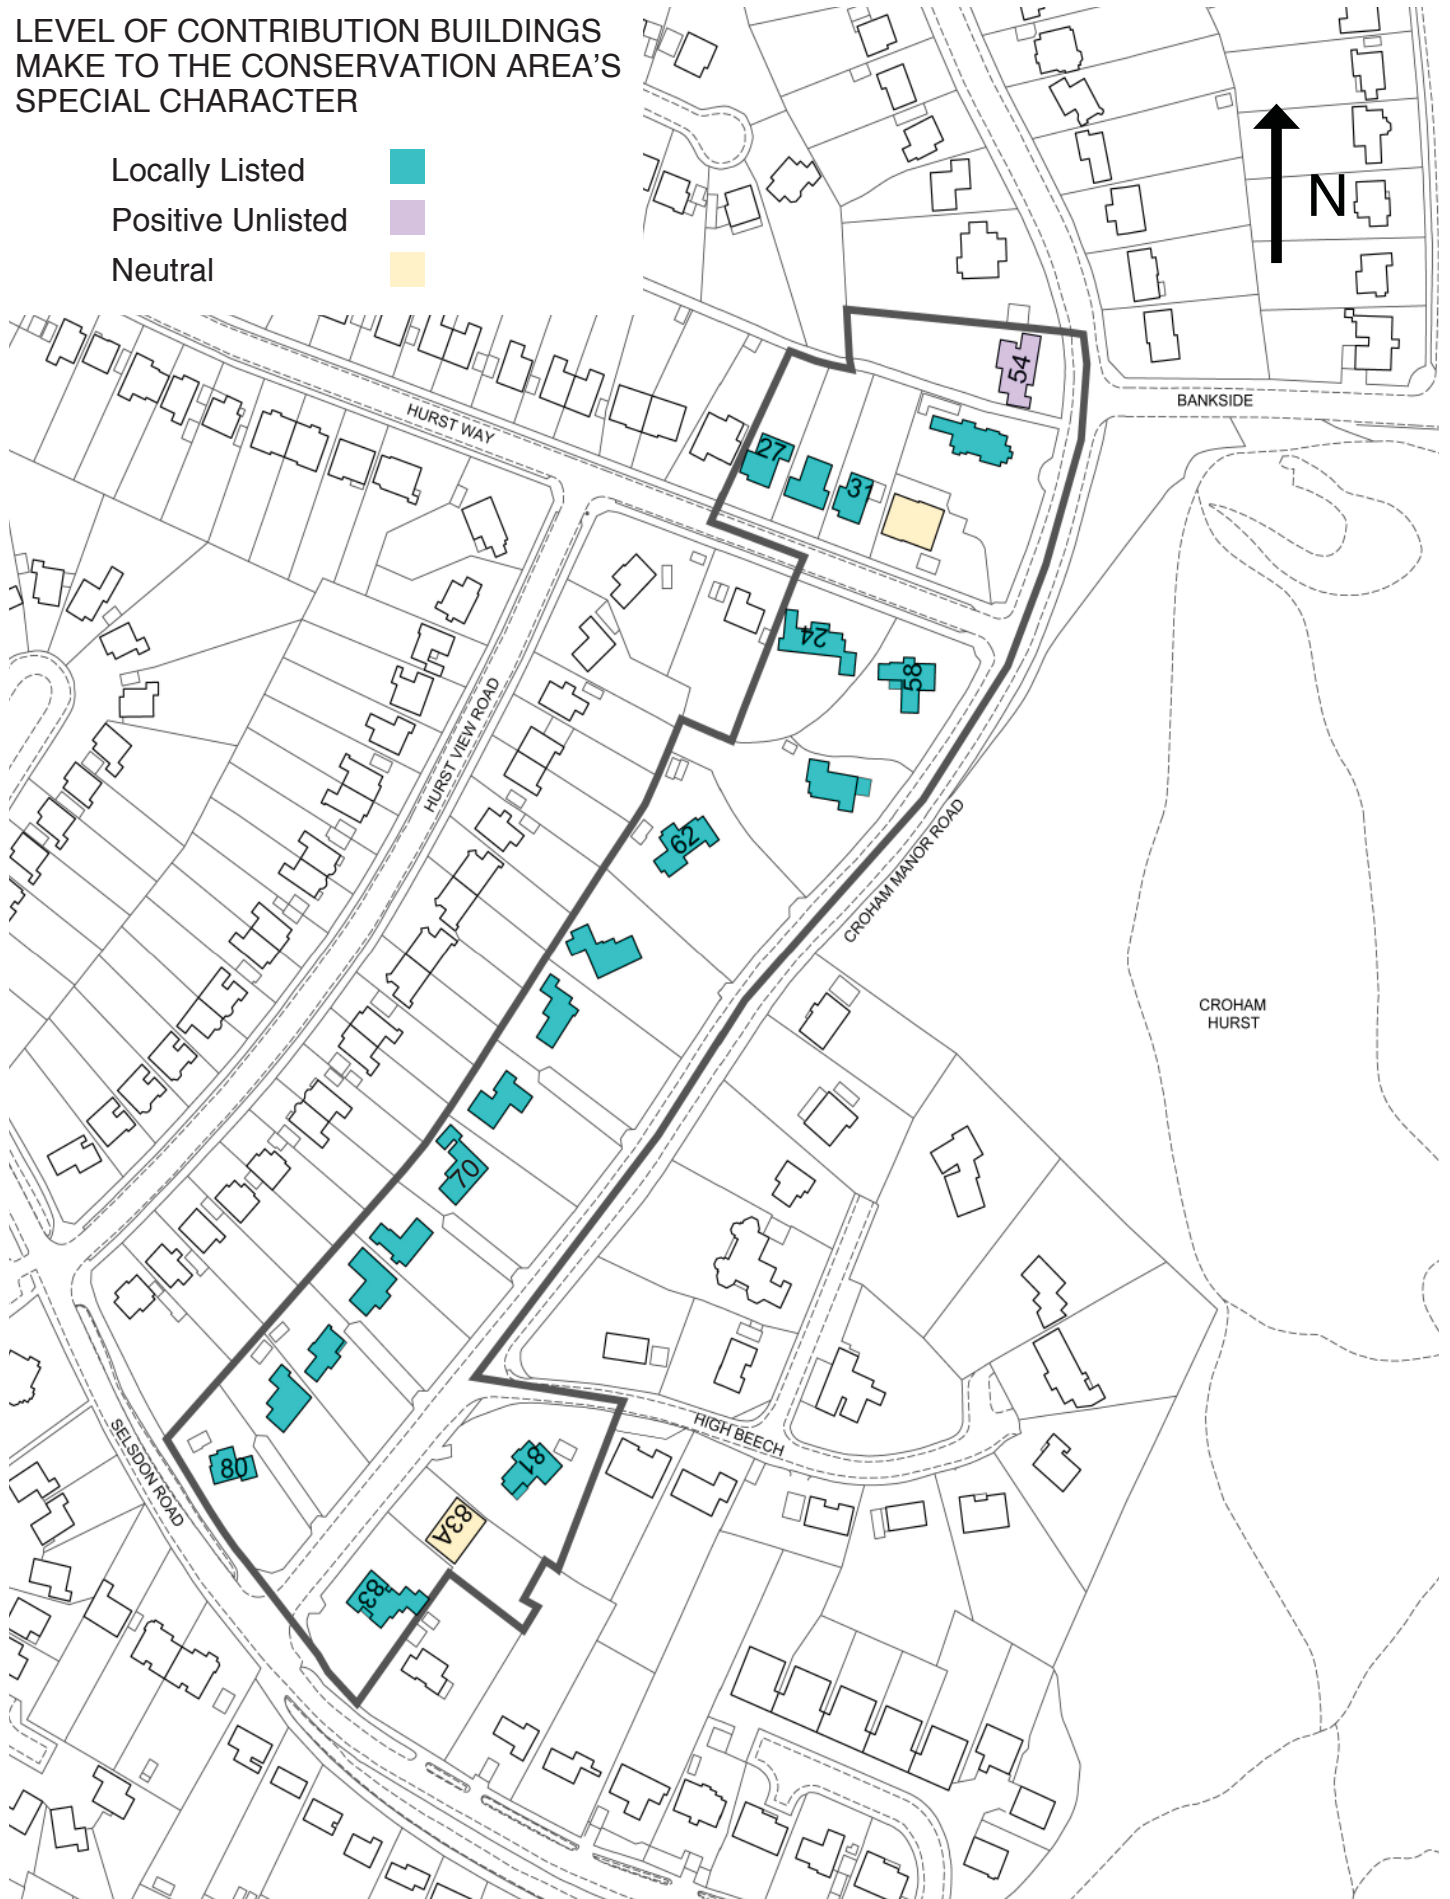 LEVEL OF CONTRIBUTION BUILDINGS
MAKE TO THE CONSERVATION AREA'S
SPECIAL CHARACTER
Locally Listed
Positive Unlisted
Neutral
N
54
BANKSIDE
HURST WAY
27
31
24
58
HURST VIEW ROAD
62
CROHAM MANOR ROAD
CROHAM
HURST
70
HIGH BEECH
SELSDON ROAD
80
81
83A
83